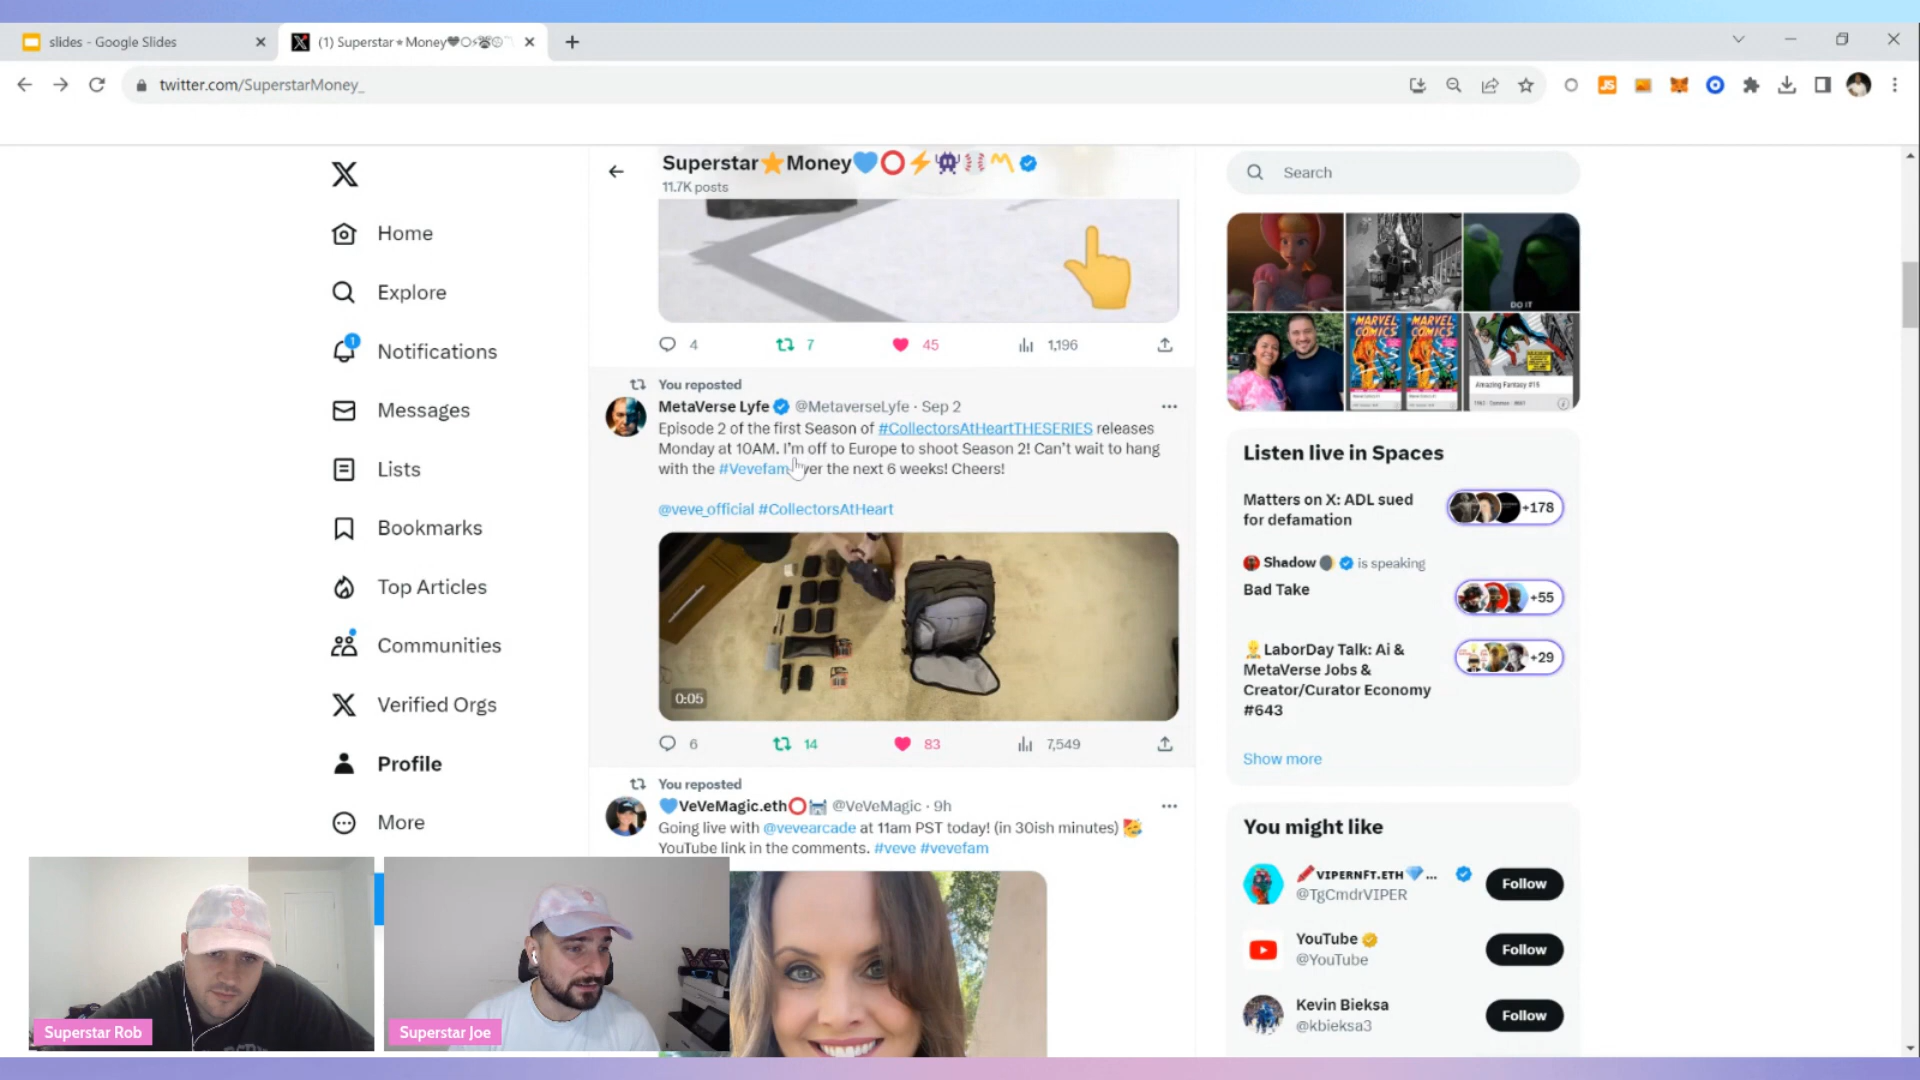 slides - Google Slides
(1) Superstar⭐Money
twitter.com/SuperstarMoney_
Home
Explore
1
Notifications
Messages
Lists
Bookmarks
Top Articles
Communities
Verified Orgs
Profile
More
Superstar⭐Money💙⭕⚡👾⚾〽️
11.7K posts
4
7
45
1,196
You reposted
MetaVerse Lyfe @MetaverseLyfe · Sep 2
Episode 2 of the first Season of #CollectorsAtHeartTHESERIES releases
Monday at 10AM. I'm off to Europe to shoot Season 2! Can't wait to hang
with the #Vevefam ver the next 6 weeks! Cheers!
@veve_official #CollectorsAtHeart
0:05
6
14
83
7,549
You reposted
💙VeVeMagic.eth⭕ @VeVeMagic · 9h
Going live with @vevearcade at 11am PST today! (in 30ish minutes) 🥳
YouTube link in the comments. #veve #vevefam
Search
DO IT
MARVEL COMICS
MARVEL COMICS
Amazing Fantasy #15
Listen live in Spaces
Matters on X: ADL sued
for defamation
+178
Shadow is speaking
Bad Take
+55
LaborDay Talk: Ai &
MetaVerse Jobs &
Creator/Curator Economy
#643
+29
Show more
You might like
VIPERNFT.ETH💎...
@TgCmdrVIPER
Follow
YouTube
@YouTube
Follow
Kevin Bieksa
@kbieksa3
Follow
Superstar Rob
Superstar Joe